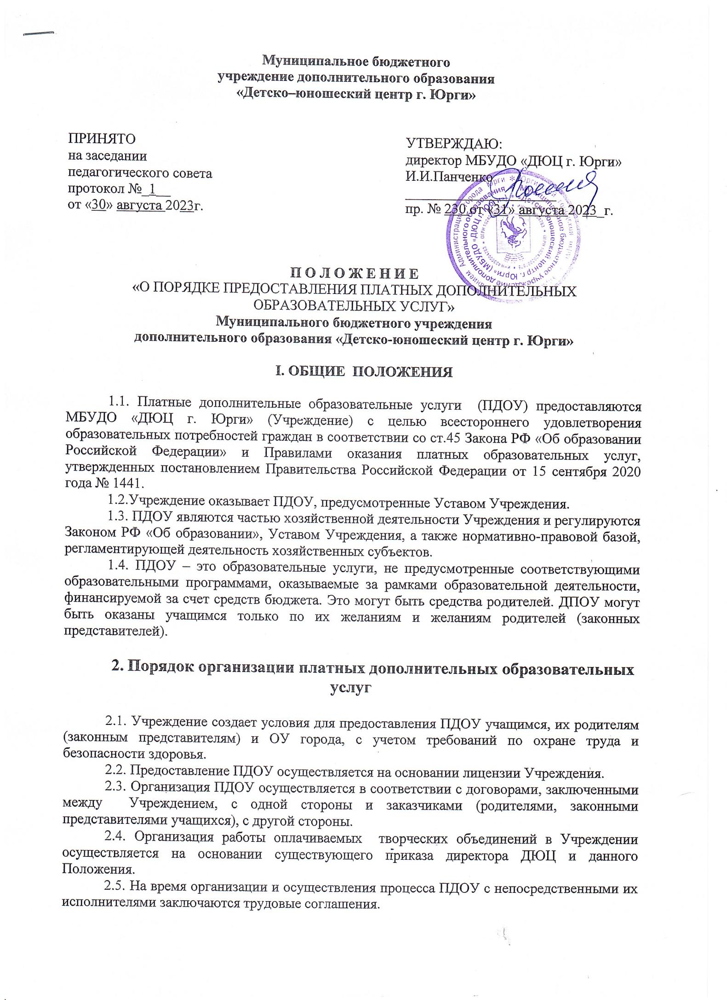 Муниципальное бюджетного
учреждение дополнительного образования
«Детско–юношеский центр г. Юрги»
ПРИНЯТО
на заседании
педагогического совета
протокол №_1__
от «30» августа 2023г.
УТВЕРЖДАЮ:
директор МБУДО «ДЮЦ г. Юрги»
И.И.Панченко
пр. № 230 от «31» августа 2023_г.
П О Л О Ж Е Н И Е
«О ПОРЯДКЕ ПРЕДОСТАВЛЕНИЯ ПЛАТНЫХ ДОПОЛНИТЕЛЬНЫХ
ОБРАЗОВАТЕЛЬНЫХ УСЛУГ»
Муниципального бюджетного учреждения
дополнительного образования «Детско-юношеский центр г. Юрги»
I. ОБЩИЕ ПОЛОЖЕНИЯ
1.1. Платные дополнительные образовательные услуги (ПДОУ) предоставляются
МБУДО «ДЮЦ г. Юрги» (Учреждение) с целью всестороннего удовлетворения
образовательных потребностей граждан в соответствии со ст.45 Закона РФ «Об образовании
Российской Федерации» и Правилами оказания платных образовательных услуг,
утвержденных постановлением Правительства Российской Федерации от 15 сентября 2020
года № 1441.
1.2.Учреждение оказывает ПДОУ, предусмотренные Уставом Учреждения.
1.3. ПДОУ являются частью хозяйственной деятельности Учреждения и регулируются
Законом РФ «Об образовании», Уставом Учреждения, а также нормативно-правовой базой,
регламентирующей деятельность хозяйственных субъектов.
1.4. ПДОУ – это образовательные услуги, не предусмотренные соответствующими
образовательными программами, оказываемые за рамками образовательной деятельности,
финансируемой за счет средств бюджета. Это могут быть средства родителей. ДПОУ могут
быть оказаны учащимся только по их желаниям и желаниям родителей (законных
представителей).
2. Порядок организации платных дополнительных образовательных
услуг
2.1. Учреждение создает условия для предоставления ПДОУ учащимся, их родителям
(законным представителям) и ОУ города, с учетом требований по охране труда и
безопасности здоровья.
2.2. Предоставление ПДОУ осуществляется на основании лицензии Учреждения.
2.3. Организация ПДОУ осуществляется в соответствии с договорами, заключенными
между Учреждением, с одной стороны и заказчиками (родителями, законными
представителями учащихся), с другой стороны.
2.4. Организация работы оплачиваемых творческих объединений в Учреждении
осуществляется на основании существующего приказа директора ДЮЦ и данного
Положения.
2.5. На время организации и осуществления процесса ПДОУ с непосредственными их
исполнителями заключаются трудовые соглашения.